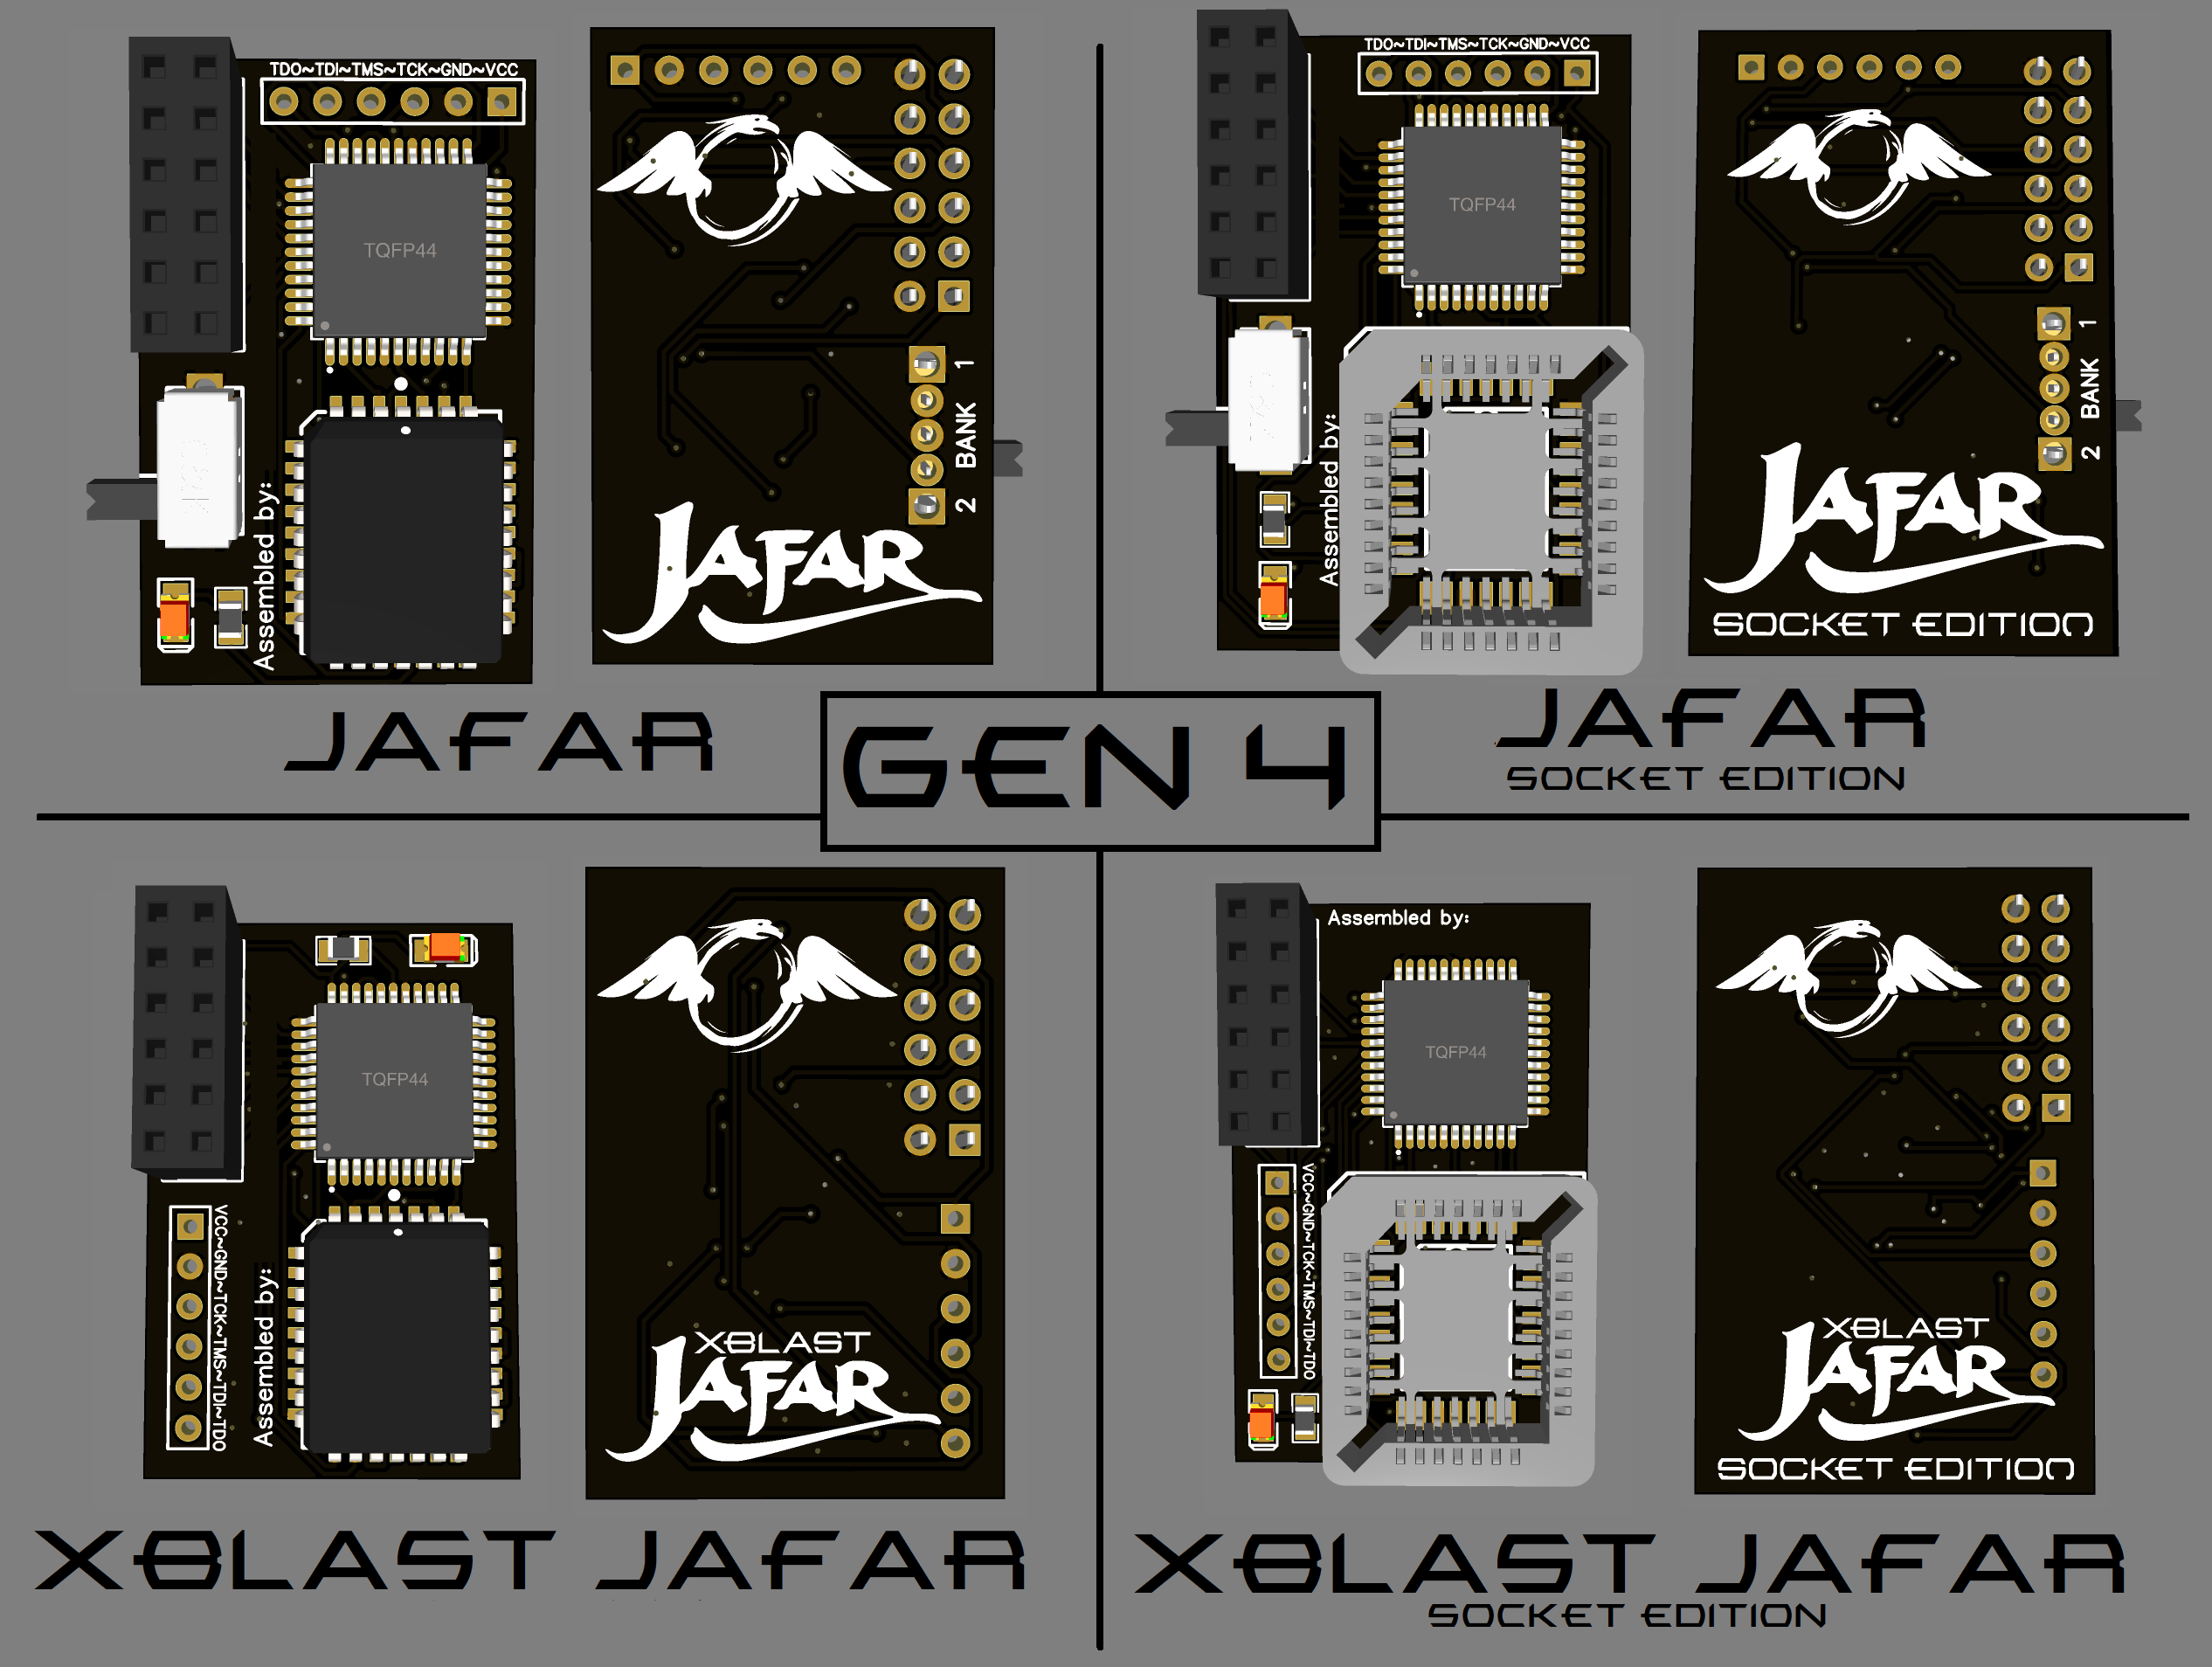 TDO~TDI~TMS~TCK~GND~VCC
TQFP44
Assembled by:
1
BANK
2
JAFAR
JAFAR
TDO~TDI~TMS~TCK~GND~VCC
TQFP44
Assembled by:
1
BANK
2
JAFAR
SOCKET EDITION
JAFAR
SOCKET EDITION
GEN 4
TQFP44
VCC~GND~TCK~TMS~TDI~TDO
Assembled by:
XBLAST
JAFAR
XBLAST JAFAR
Assembled by:
TQFP44
VCC~GND~TCK~TMS~TDI~TDO
XBLAST
JAFAR
SOCKET EDITION
XBLAST JAFAR
SOCKET EDITION